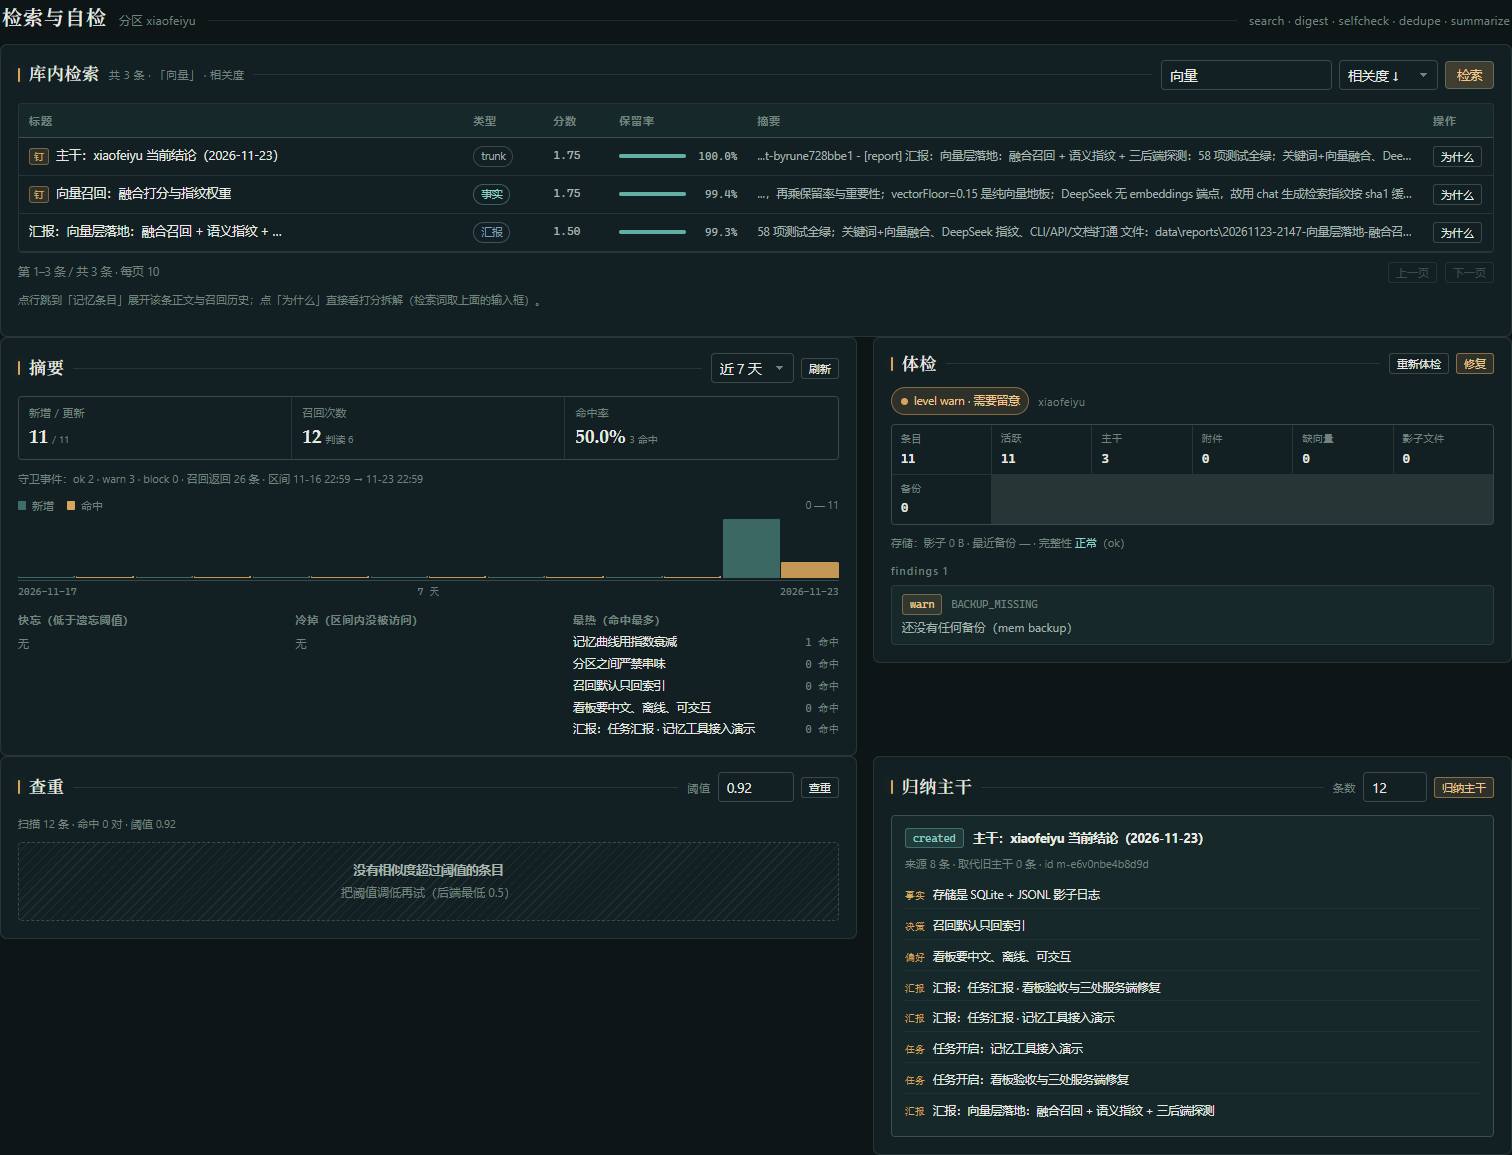 检索与自检 分区 xiaofeiyu search · digest · selfcheck · dedupe · summarize
库内检索 共 3 条 · 「向量」 · 相关度 向量 相关度 ↓ 检索
标题 类型 分数 保留率 摘要 操作
钉 主干：xiaofeiyu 当前结论（2026-11-23） trunk 1.75 100.0% …t-byrune728bbe1 - [report] 汇报：向量层落地：融合召回 + 语义指纹 + 三后端探测；58 项测试全绿；关键词+向量融合、Dee… 为什么
钉 向量召回：融合打分与指纹权重 事实 1.75 99.4% …，再乘保留率与重要性；vectorFloor=0.15 是纯向量地板；DeepSeek 无 embeddings 端点，故用 chat 生成检索指纹按 sha1 缓… 为什么
汇报：向量层落地：融合召回 + 语义指纹 + … 汇报 1.50 99.3% 58 项测试全绿；关键词+向量融合、DeepSeek 指纹、CLI/API/文档打通 文件：data\reports\20261123-2147-向量层落地-融合召… 为什么
第 1–3 条 / 共 3 条 · 每页 10 上一页 下一页
点行跳到「记忆条目」展开该条正文与召回历史；点「为什么」直接看打分拆解（检索词取上面的输入框）。
摘要 近 7 天 刷新
新增 / 更新 召回次数 命中率
11 / 11 12 判读 6 50.0% 3 命中
守卫事件：ok 2 · warn 3 · block 0 · 召回返回 26 条 · 区间 11-16 22:59 → 11-23 22:59
新增 命中 0 — 11
2026-11-17 7 天 2026-11-23
快忘（低于遗忘阈值） 冷掉（区间内没被访问） 最热（命中最多）
无 无 记忆曲线用指数衰减 1 命中
分区之间严禁串味 0 命中
召回默认只回索引 0 命中
看板要中文、离线、可交互 0 命中
汇报：任务汇报 · 记忆工具接入演示 0 命中
体检 重新体检 修复
level warn · 需要留意 xiaofeiyu
条目 活跃 主干 附件 缺向量 影子文件
11 11 3 0 0 0
备份
0
存储：影子 0 B · 最近备份 — · 完整性 正常（ok）
findings 1
warn BACKUP_MISSING
还没有任何备份（mem backup）
查重 阈值 0.92 查重
扫描 12 条 · 命中 0 对 · 阈值 0.92
没有相似度超过阈值的条目
把阈值调低再试（后端最低 0.5）
归纳主干 条数 12 归纳主干
created 主干：xiaofeiyu 当前结论（2026-11-23）
来源 8 条 · 取代旧主干 0 条 · id m-e6v0nbe4b8d9d
事实 存储是 SQLite + JSONL 影子日志
决策 召回默认只回索引
偏好 看板要中文、离线、可交互
汇报 汇报：任务汇报 · 看板验收与三处服务端修复
汇报 汇报：任务汇报 · 记忆工具接入演示
任务 任务开启：记忆工具接入演示
任务 任务开启：看板验收与三处服务端修复
汇报 汇报：向量层落地：融合召回 + 语义指纹 + 三后端探测